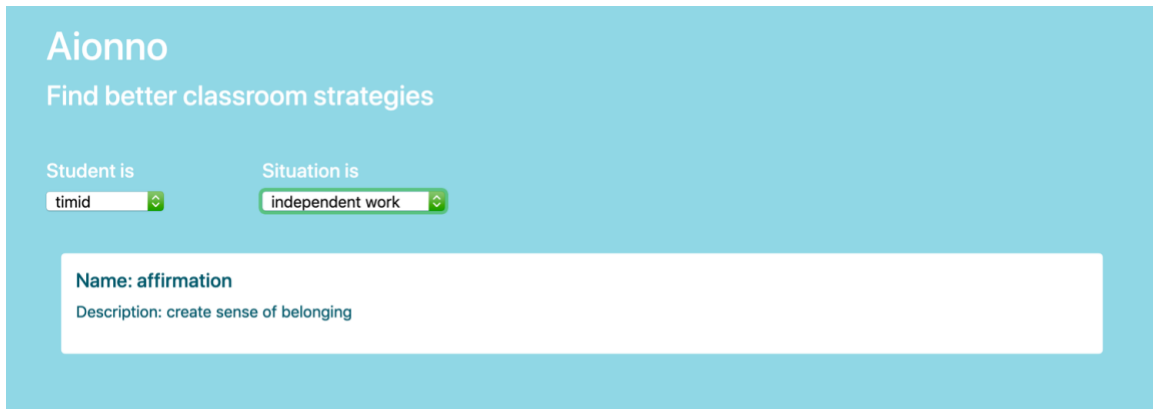 Aionno
Find better classroom strategies
Student is Situation is
timid independent work
Name: affirmation
Description: create sense of belonging